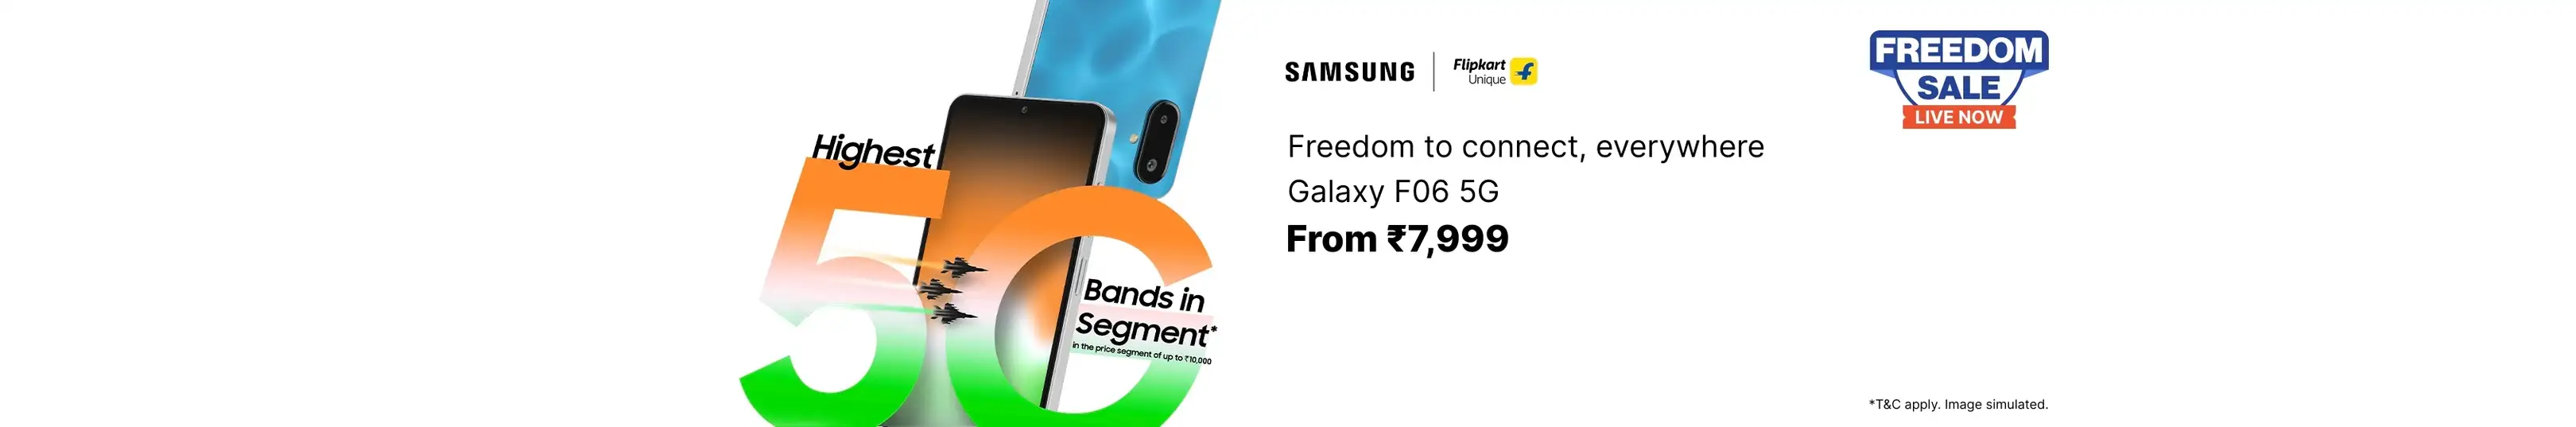 Highest
5G
Bands in
Segment*
in the price segment of up to ₹10,000
SAMSUNG
Flipkart
Unique
Freedom to connect, everywhere
Galaxy F06 5G
From ₹7,999
FREEDOM
SALE
LIVE NOW
*T&C apply. Image simulated.